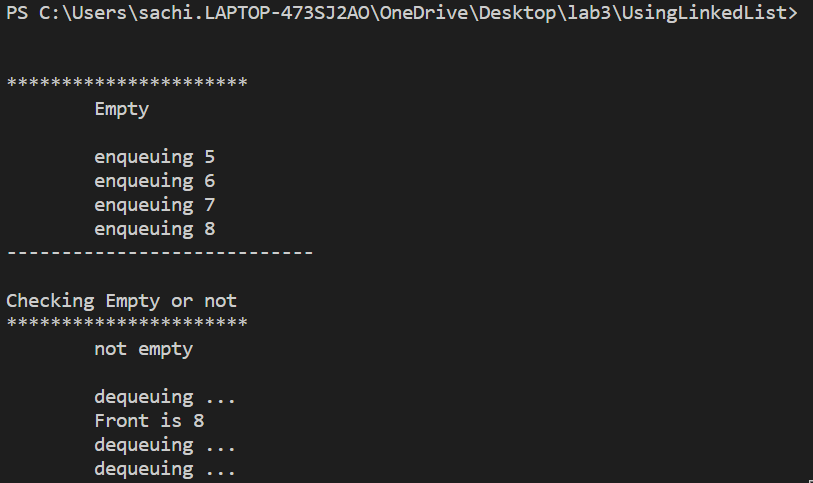 PS C:\Users\sachi.LAPTOP-473SJ2AO\OneDrive\Desktop\lab3\UsingLinkedList>
**********************
Empty
enqueuing 5
enqueuing 6
enqueuing 7
enqueuing 8
----------------------------
Checking Empty or not
**********************
not empty
dequeuing ...
Front is 8
dequeuing ...
dequeuing ...